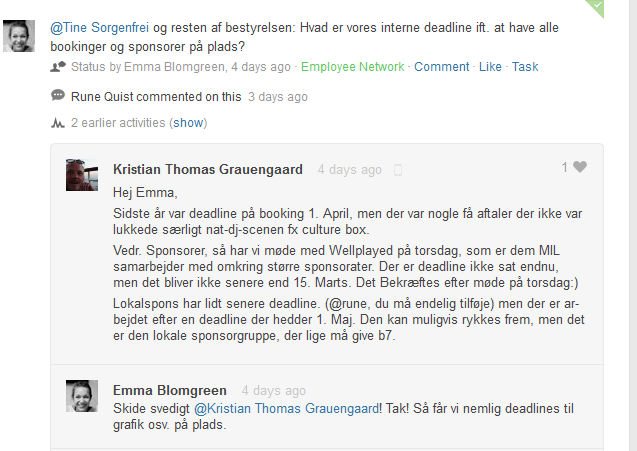 @Tine Sorgenfrei og resten af bestyrelsen: Hvad er vores interne deadline ift. at have alle
bookinger og sponsorer på plads?
Status by Emma Blomgreen, 4 days ago · Employee Network · Comment · Like · Task
Rune Quist commented on this 3 days ago
2 earlier activities (show)
Kristian Thomas Grauengaard 4 days ago
1
Hej Emma,
Sidste år var deadline på booking 1. April, men der var nogle få aftaler der ikke var
lukkede særligt nat-dj-scenen fx culture box.
Vedr. Sponsorer, så har vi møde med Wellplayed på torsdag, som er dem MIL
samarbejder med omkring større sponsorater. Der er deadline ikke sat endnu,
men det bliver ikke senere end 15. Marts. Det Bekræftes efter møde på torsdag:)
Lokalspons har lidt senere deadline. (@rune, du må endelig tilføje) men der er ar-
bejdet efter en deadline der hedder 1. Maj. Den kan muligvis rykkes frem, men det
er den lokale sponsorgruppe, der lige må give b7.
Emma Blomgreen 4 days ago
Skide svedigt @Kristian Thomas Grauengaard! Tak! Så får vi nemlig deadlines til
grafik osv. på plads.